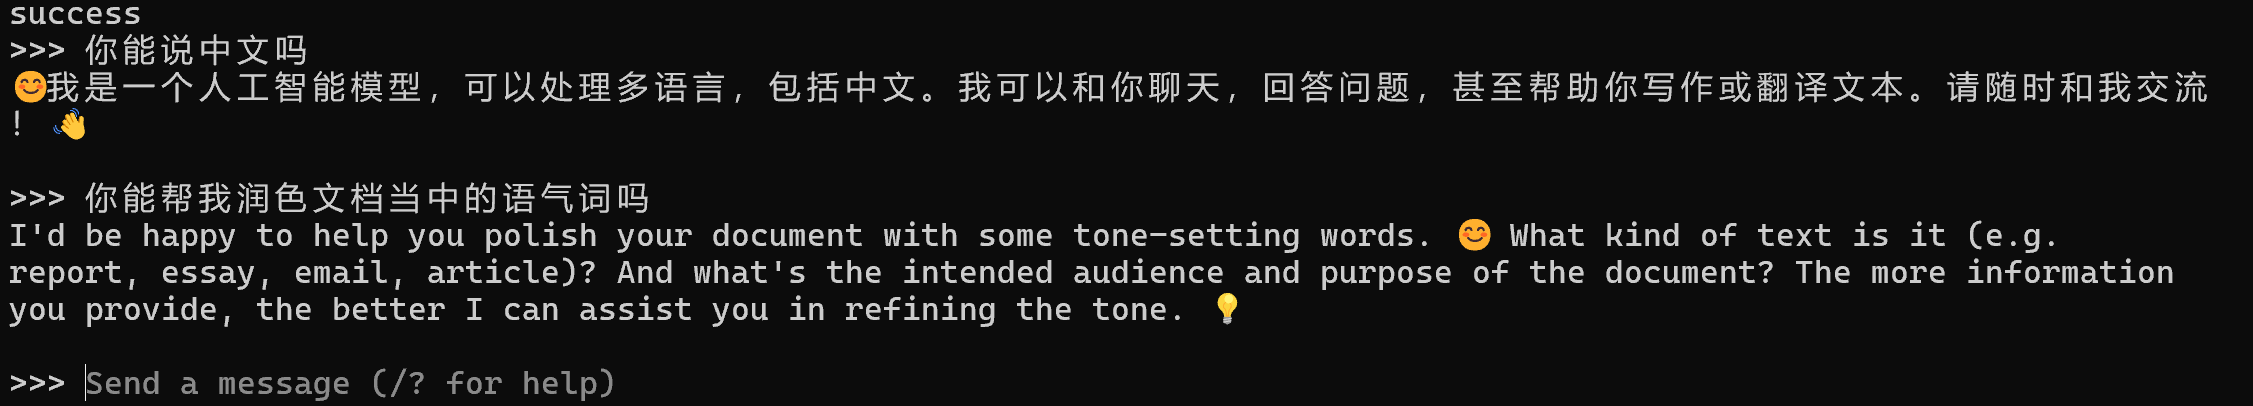 success
>>> 你能说中文吗
😊我是一个人工智能模型，可以处理多语言，包括中文。我可以和你聊天，回答问题，甚至帮助你写作或翻译文本。请随时和我交流
！ 👋
>>> 你能帮我润色文档当中的语气词吗
I'd be happy to help you polish your document with some tone-setting words. 😊 What kind of text is it (e.g.
report, essay, email, article)? And what's the intended audience and purpose of the document? The more information
you provide, the better I can assist you in refining the tone. 💡
>>> Send a message (/? for help)